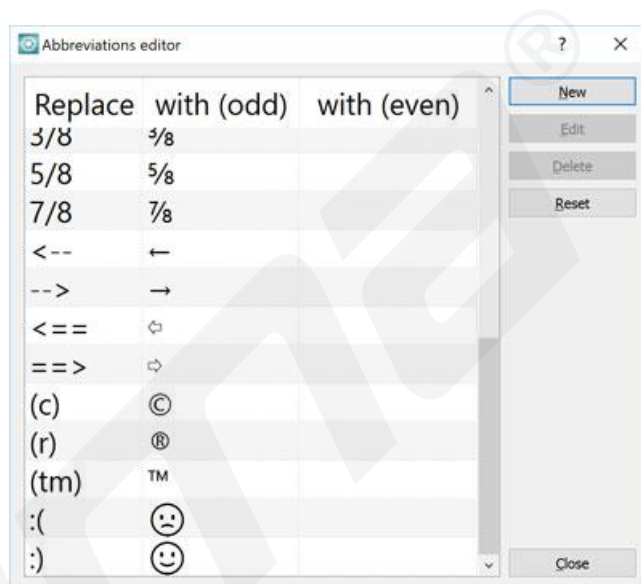 Abbreviations editor ? ×
Replace with (odd) with (even)
3/8 ⅜
5/8 ⅝
7/8 ⅞
<-- ←
--> →
<== ⇦
==> ⇨
(c) ©
(r) ®
(tm) ™
:( ☹
:) ☺
New
Edit
Delete
Reset
Close